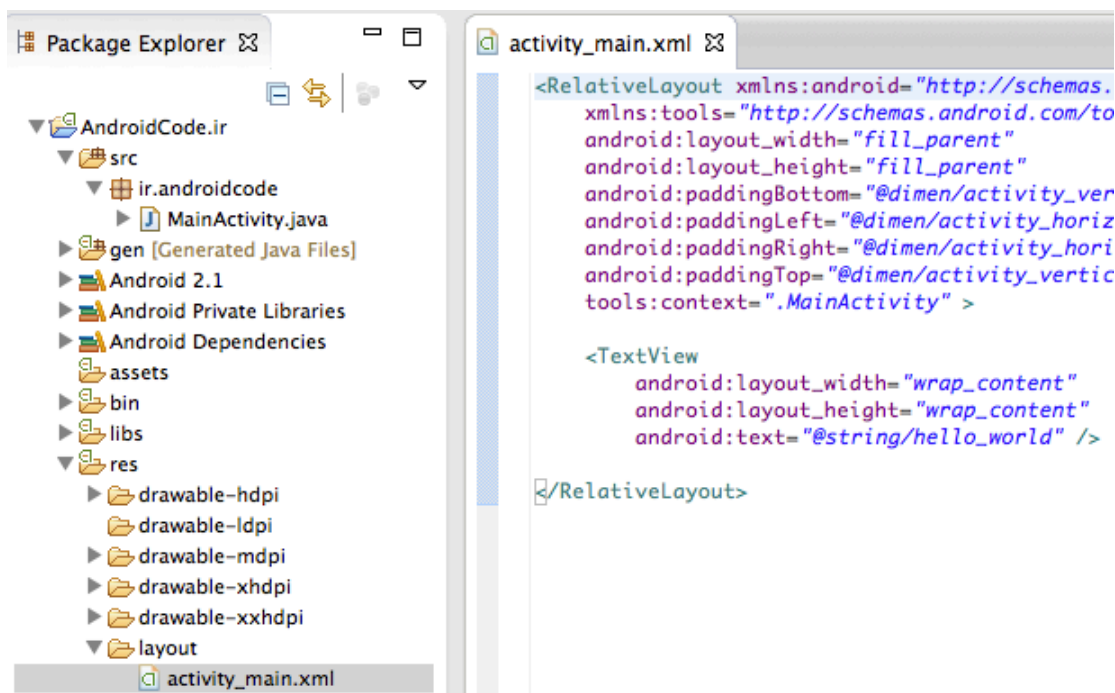 Package Explorer
AndroidCode.ir
src
ir.androidcode
MainActivity.java
gen [Generated Java Files]
Android 2.1
Android Private Libraries
Android Dependencies
assets
bin
libs
res
drawable-hdpi
drawable-ldpi
drawable-mdpi
drawable-xhdpi
drawable-xxhdpi
layout
activity_main.xml
activity_main.xml
<RelativeLayout xmlns:android="http://schemas.
xmlns:tools="http://schemas.android.com/to
android:layout_width="fill_parent"
android:layout_height="fill_parent"
android:paddingBottom="@dimen/activity_ver
android:paddingLeft="@dimen/activity_horiz
android:paddingRight="@dimen/activity_hori
android:paddingTop="@dimen/activity_vertic
tools:context=".MainActivity" >
<TextView
android:layout_width="wrap_content"
android:layout_height="wrap_content"
android:text="@string/hello_world" />
</RelativeLayout>